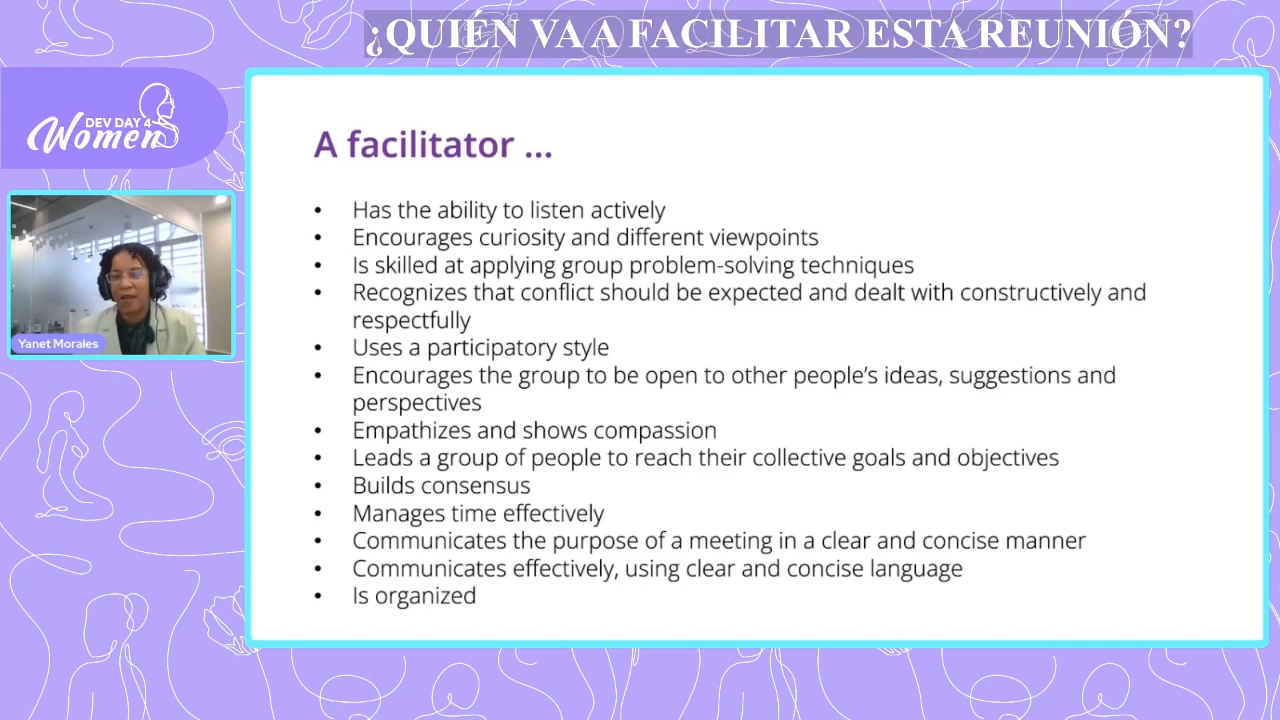 ¿QUIÉN VA A FACILITAR ESTA REUNIÓN?
DEV DAY 4
Women
Yanet Morales
A facilitator ...
• Has the ability to listen actively
• Encourages curiosity and different viewpoints
• Is skilled at applying group problem-solving techniques
• Recognizes that conflict should be expected and dealt with constructively and
respectfully
• Uses a participatory style
• Encourages the group to be open to other people’s ideas, suggestions and
perspectives
• Empathizes and shows compassion
• Leads a group of people to reach their collective goals and objectives
• Builds consensus
• Manages time effectively
• Communicates the purpose of a meeting in a clear and concise manner
• Communicates effectively, using clear and concise language
• Is organized